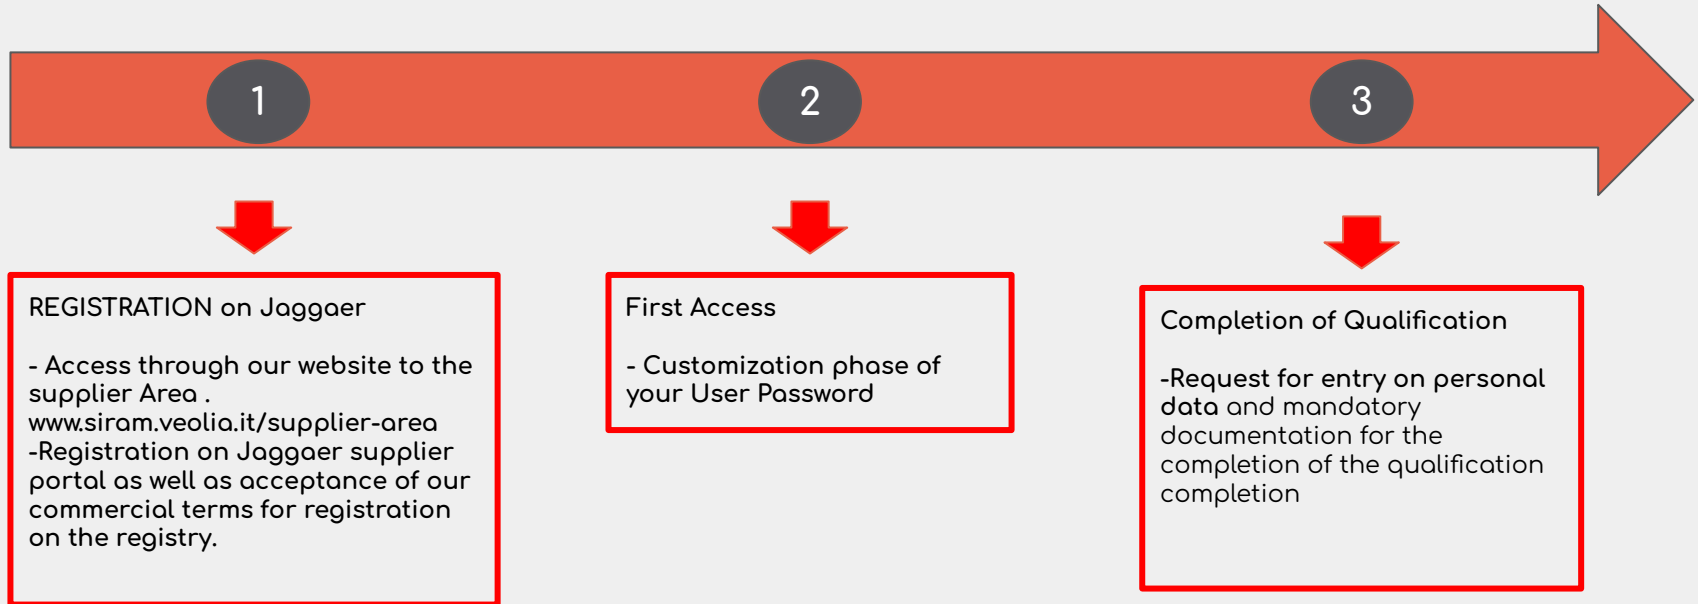 1
2
3
REGISTRATION on Jaggaer
- Access through our website to the
supplier Area .
www.siram.veolia.it/supplier-area
-Registration on Jaggaer supplier
portal as well as acceptance of our
commercial terms for registration
on the registry.
First Access
- Customization phase of
your User Password
Completion of Qualification
-Request for entry on personal
data and mandatory
documentation for the
completion of the qualification
completion